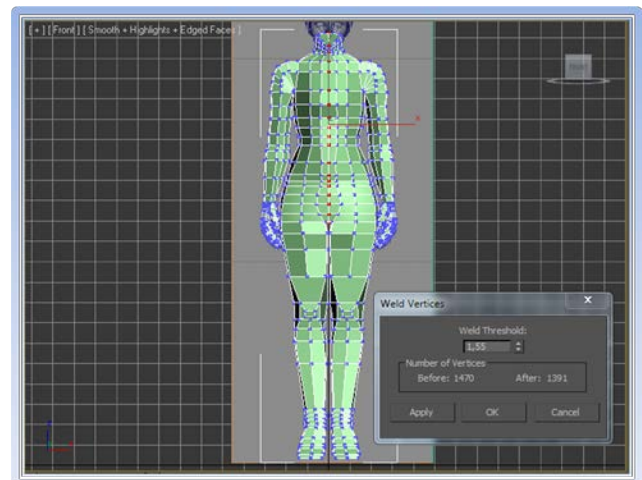 [ + ] [ Front ] [ Smooth + Highlights + Edged Faces ]
x
Weld Vertices
x
Weld Threshold:
1,55
Number of Vertices
Before: 1470 After: 1391
Apply OK Cancel